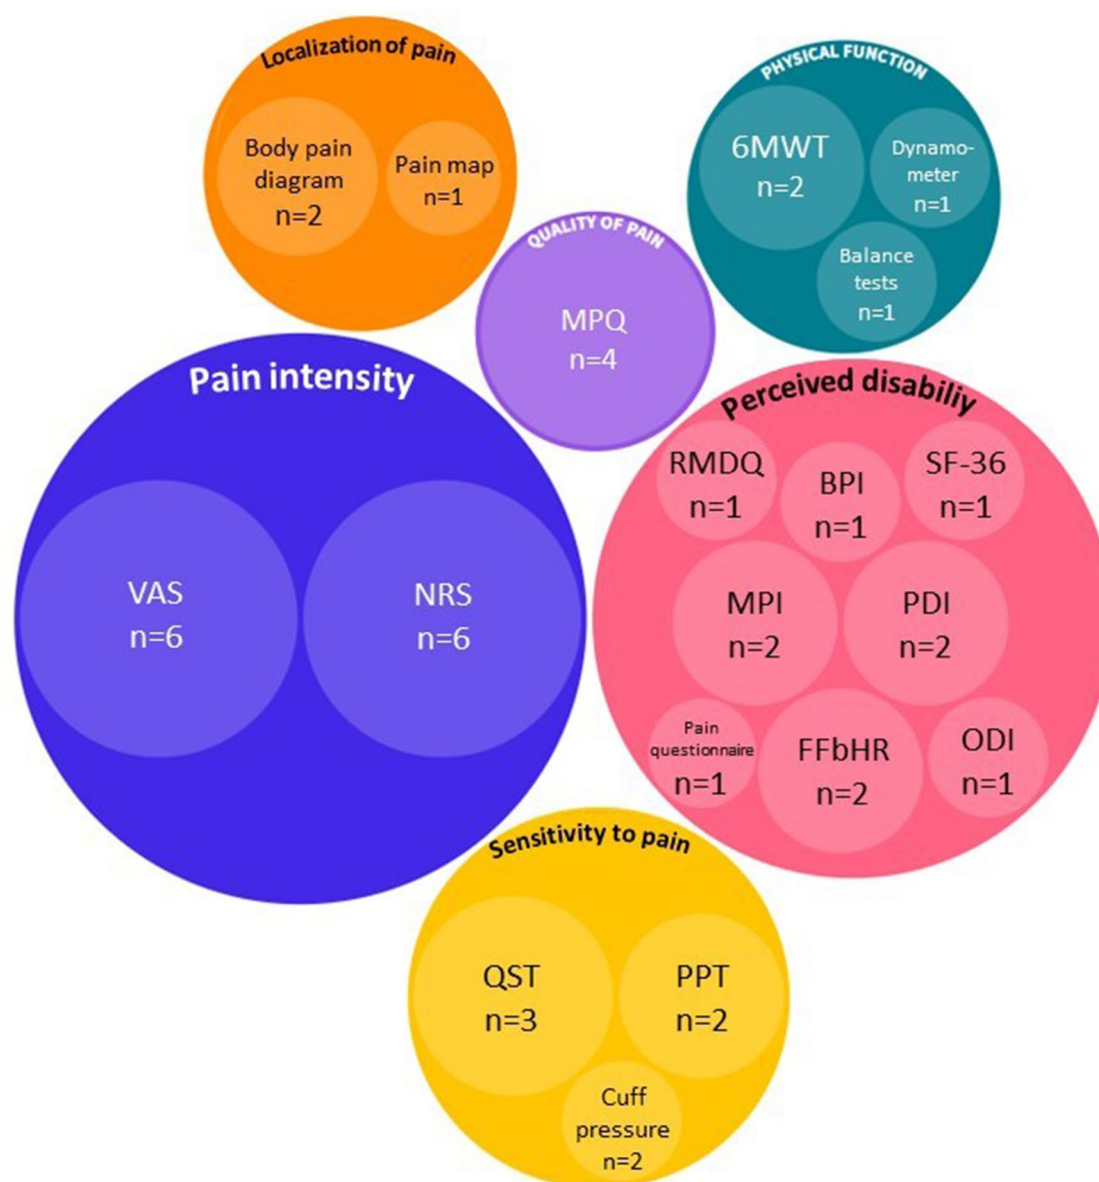 Localization of pain
Body pain
diagram
n=2
Pain map
n=1
PHYSICAL FUNCTION
6MWT
n=2
Dynamo-
meter
n=1
Balance
tests
n=1
QUALITY OF PAIN
MPQ
n=4
Pain intensity
VAS
n=6
NRS
n=6
Perceived disabiliy
RMDQ
n=1
BPI
n=1
SF-36
n=1
MPI
n=2
PDI
n=2
Pain
questionnaire
n=1
FFbHR
n=2
ODI
n=1
Sensitivity to pain
QST
n=3
PPT
n=2
Cuff
pressure
n=2